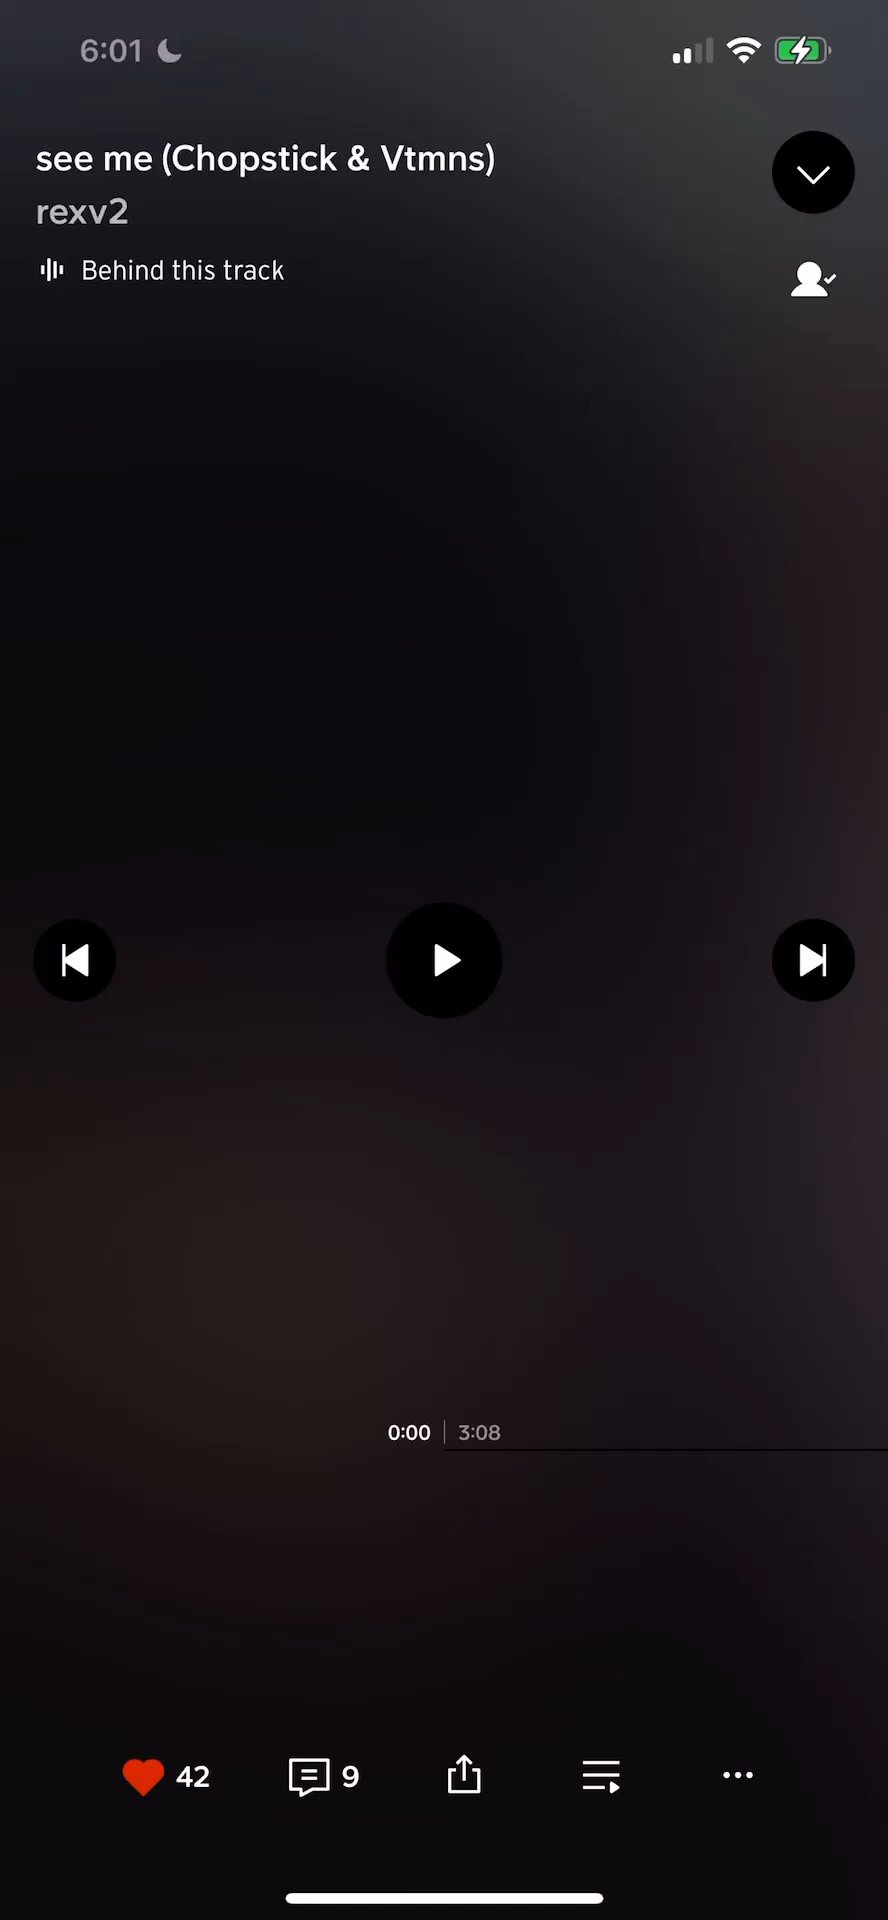 6:01
see me (Chopstick & Vtmns)
rexv2
Behind this track
0:00 3:08
42 9